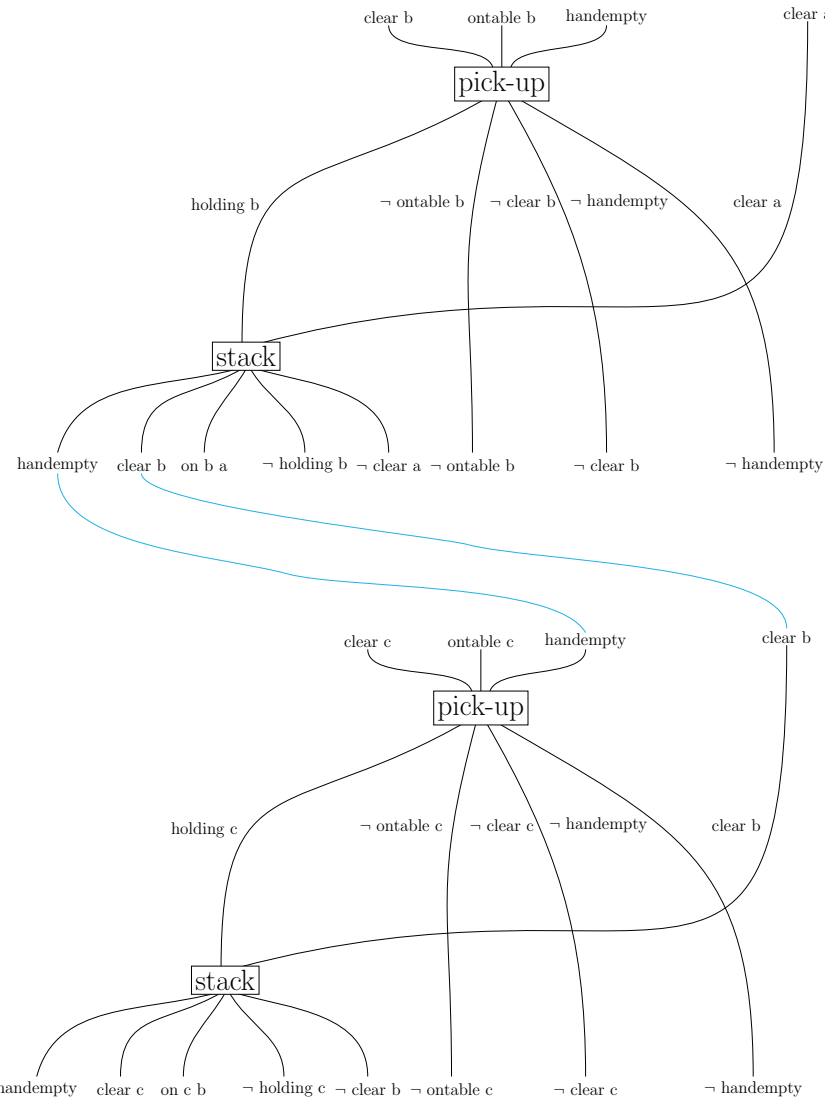 clear b ontable b handempty clear
pick-up
holding b ¬ ontable b ¬ clear b ¬ handempty clear a
stack
handempty clear b on b a ¬ holding b ¬ clear a ¬ ontable b ¬ clear b ¬ handempty
clear c ontable c handempty clear b
pick-up
holding c ¬ ontable c ¬ clear c ¬ handempty clear b
stack
handempty clear c on c b ¬ holding c ¬ clear b ¬ ontable c ¬ clear c ¬ handempty